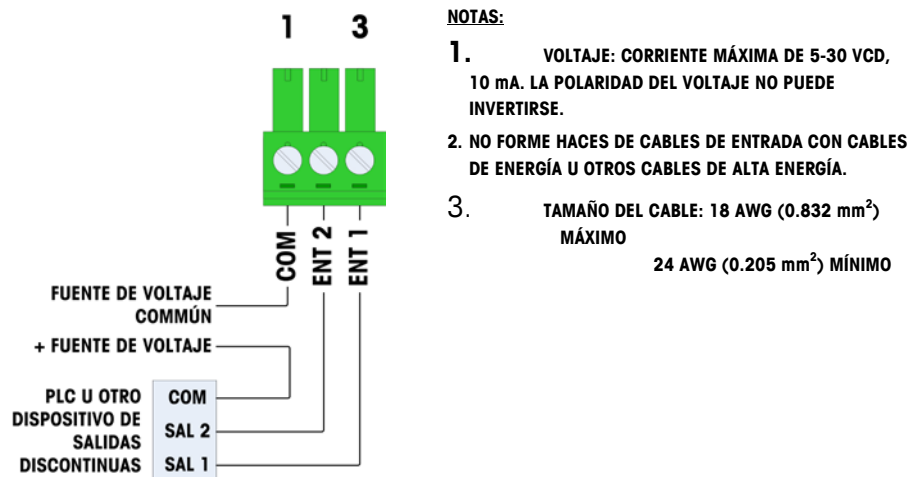 1 3
COM
ENT 2
ENT 1
FUENTE DE VOLTAJE
COMMÚN
+ FUENTE DE VOLTAJE
PLC U OTRO
DISPOSITIVO DE
SALIDAS
DISCONTINUAS
COM
SAL 2
SAL 1
NOTAS:
1. VOLTAJE: CORRIENTE MÁXIMA DE 5-30 VCD,
10 mA. LA POLARIDAD DEL VOLTAJE NO PUEDE
INVERTIRSE.
2. NO FORME HACES DE CABLES DE ENTRADA CON CABLES
DE ENERGÍA U OTROS CABLES DE ALTA ENERGÍA.
3. TAMAÑO DEL CABLE: 18 AWG (0.832 mm²)
MÁXIMO
24 AWG (0.205 mm²) MÍNIMO